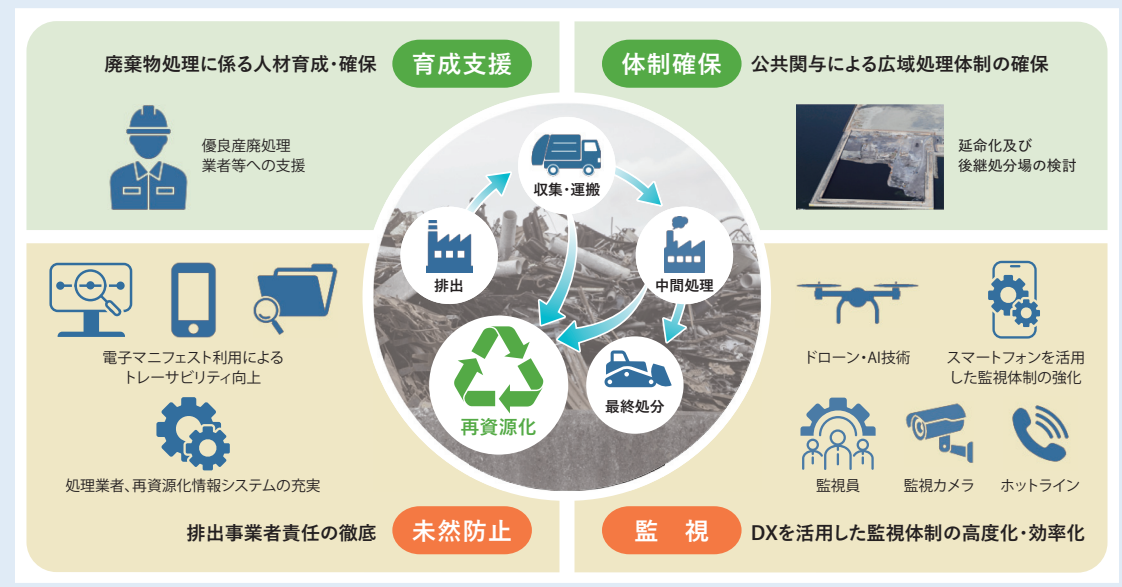 廃棄物処理に係る人材育成・確保
育成支援
優良産廃処理
業者等への支援
体制確保
公共関与による広域処理体制の確保
延命化及び
後継処分場の検討
収集・運搬
排出
中間処理
再資源化
最終処分
電子マニフェスト利用による
トレーサビリティ向上
処理業者、再資源化情報システムの充実
排出事業者責任の徹底
未然防止
ドローン・AI技術
スマートフォンを活用
した監視体制の強化
監視員
監視カメラ
ホットライン
監　視
DXを活用した監視体制の高度化・効率化